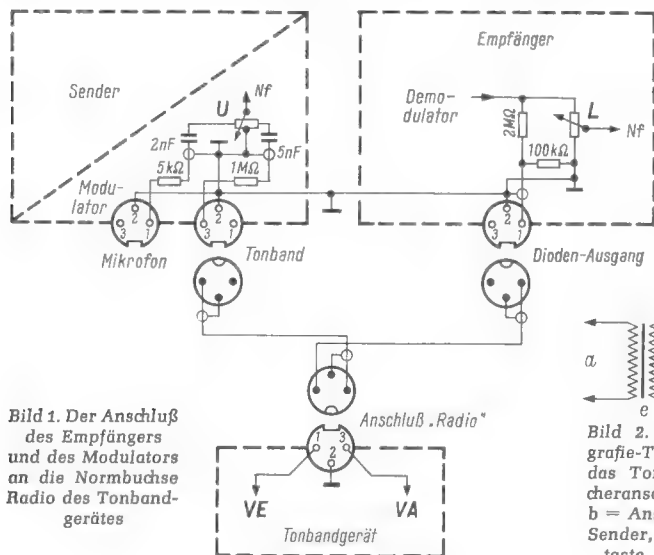 Sender
Empfänger
U
Nf
Demo-
dulator
2MΩ
L
Nf
2nF
5nF
5kΩ
1MΩ
100kΩ
Modu-
lator
2
3
1
2
3
1
2
3
1
Mikrofon
Tonband
Dioden-Ausgang
a
e
Bild 1. Der Anschluß
des Empfängers
und des Modulators
an die Normbuchse
Radio des Tonband-
gerätes
Anschluß „Radio"
1
3
2
VE
VA
Tonbandgerät
Bild 2.
grafie-T
das Ton
cheransc
b = An
Sender,
taste